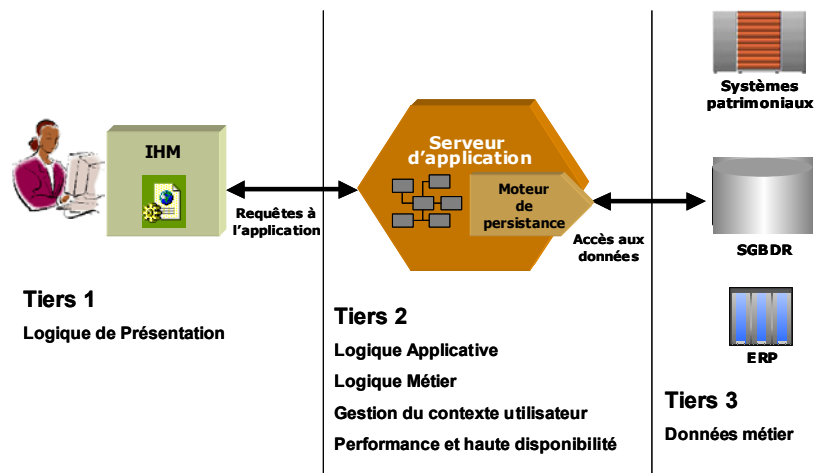 IHM
Requêtes à
l'application
Tiers 1
Logique de Présentation
Serveur
d'application
Moteur
de
persistance
Accès aux
données
Tiers 2
Logique Applicative
Logique Métier
Gestion du contexte utilisateur
Performance et haute disponibilité
Systèmes
patrimoniaux
SGBDR
ERP
Tiers 3
Données métier